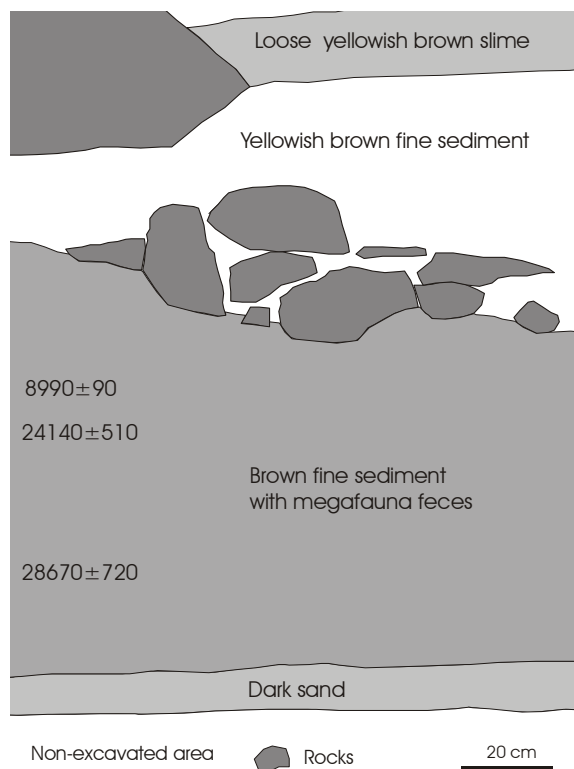 Loose yellowish brown slime
Yellowish brown fine sediment
8990±90
24140±510
Brown fine sediment
with megafauna feces
28670±720
Dark sand
Non-excavated area
Rocks
20 cm